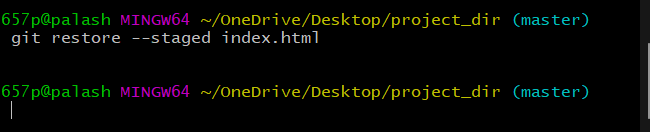 657p@palash MINGW64 ~/OneDrive/Desktop/project_dir (master)
git restore --staged index.html
657p@palash MINGW64 ~/OneDrive/Desktop/project_dir (master)